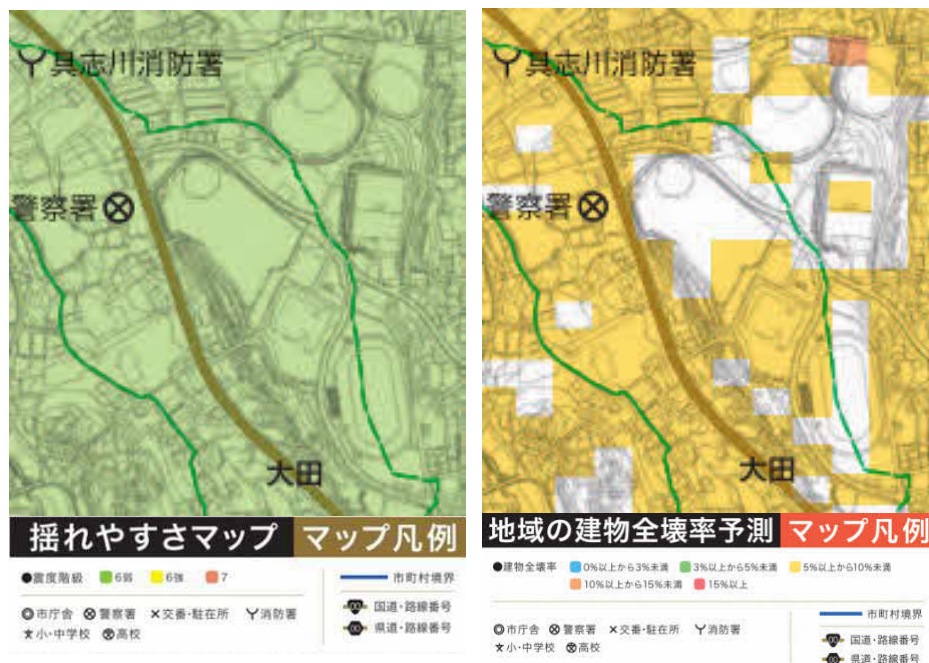 具志川消防署
警察署
大田
揺れやすさマップ マップ凡例
●震度階級 6弱 6強 7
市町村境界
◎市庁舎 ⊗警察署 ×交番・駐在所 Y消防署
文小・中学校 ⊗高校
国道・路線番号
県道・路線番号
具志川消防署
警察署
大田
地域の建物全壊率予測 マップ凡例
●建物全壊率 0%以上から3%未満 3%以上から5%未満 5%以上から10%未満
10%以上から15%未満 15%以上
市町村境界
◎市庁舎 ⊗警察署 ×交番・駐在所 Y消防署
文小・中学校 ⊗高校
国道・路線番号
県道・路線番号